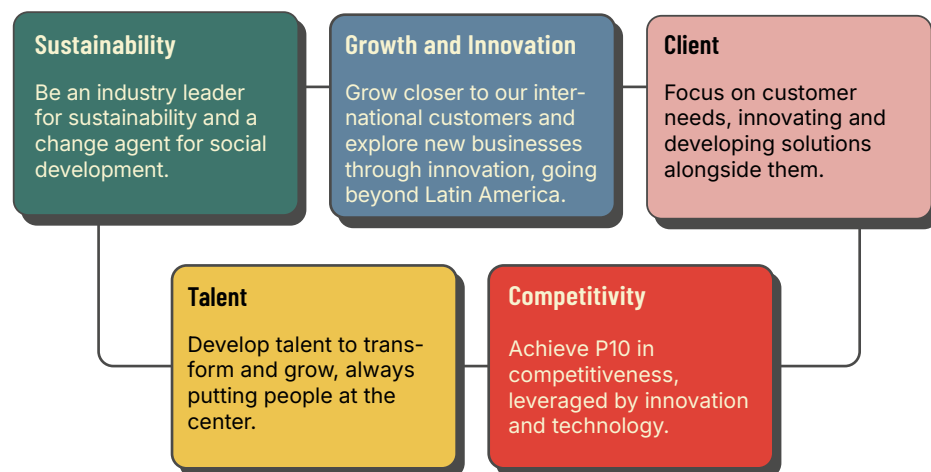 Sustainability
Be an industry leader
for sustainability and a
change agent for social
development.
Growth and Innovation
Grow closer to our inter-
national customers and
explore new businesses
through innovation, going
beyond Latin America.
Client
Focus on customer
needs, innovating and
developing solutions
alongside them.
Talent
Develop talent to trans-
form and grow, always
putting people at the
center.
Competitivity
Achieve P10 in
competitiveness,
leveraged by innovation
and technology.